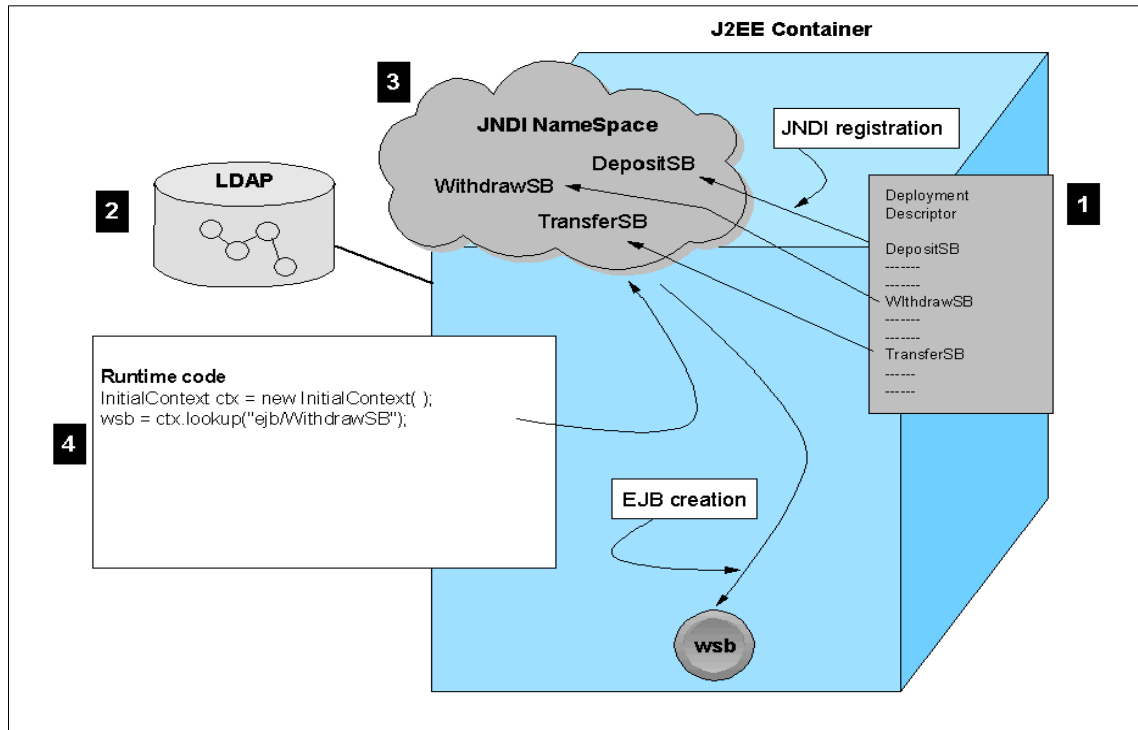 J2EE Container
3
JNDI NameSpace
DepositSB
WithdrawSB
TransferSB
JNDI registration
LDAP
2
1
Deployment
Descriptor
DepositSB
-------
-------
WIthdrawSB
-------
-------
TransferSB
------
------
Runtime code
InitialContext ctx = new InitialContext( );
wsb = ctx.lookup("ejb/WithdrawSB");
4
EJB creation
wsb